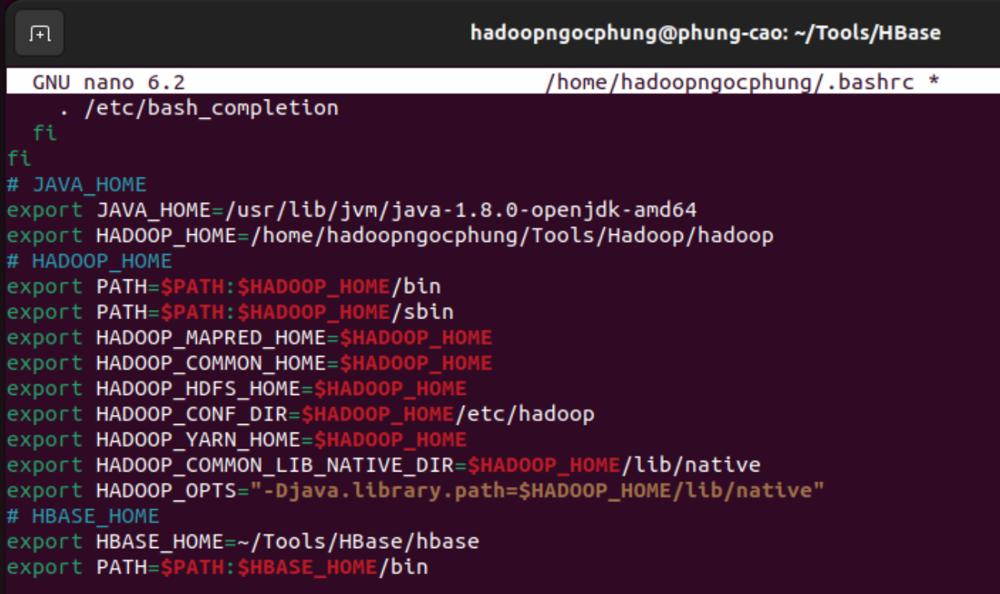 hadoopngocphung@phung-cao: ~/Tools/HBase
GNU nano 6.2 /home/hadoopngocphung/.bashrc *
    . /etc/bash_completion
  fi
fi
# JAVA_HOME
export JAVA_HOME=/usr/lib/jvm/java-1.8.0-openjdk-amd64
export HADOOP_HOME=/home/hadoopngocphung/Tools/Hadoop/hadoop
# HADOOP_HOME
export PATH=$PATH:$HADOOP_HOME/bin
export PATH=$PATH:$HADOOP_HOME/sbin
export HADOOP_MAPRED_HOME=$HADOOP_HOME
export HADOOP_COMMON_HOME=$HADOOP_HOME
export HADOOP_HDFS_HOME=$HADOOP_HOME
export HADOOP_CONF_DIR=$HADOOP_HOME/etc/hadoop
export HADOOP_YARN_HOME=$HADOOP_HOME
export HADOOP_COMMON_LIB_NATIVE_DIR=$HADOOP_HOME/lib/native
export HADOOP_OPTS="-Djava.library.path=$HADOOP_HOME/lib/native"
# HBASE_HOME
export HBASE_HOME=~/Tools/HBase/hbase
export PATH=$PATH:$HBASE_HOME/bin